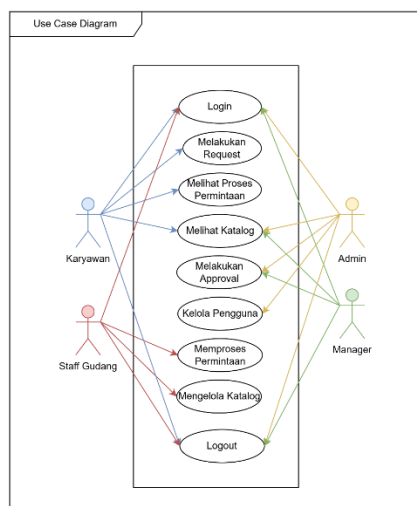 Use Case Diagram
Login
Melakukan
Request
Melihat Proses
Permintaan
Karyawan
Melihat Katalog
Admin
Melakukan
Approval
Kelola Pengguna
Staff Gudang
Manager
Memproses
Permintaan
Mengelola Katalog
Logout